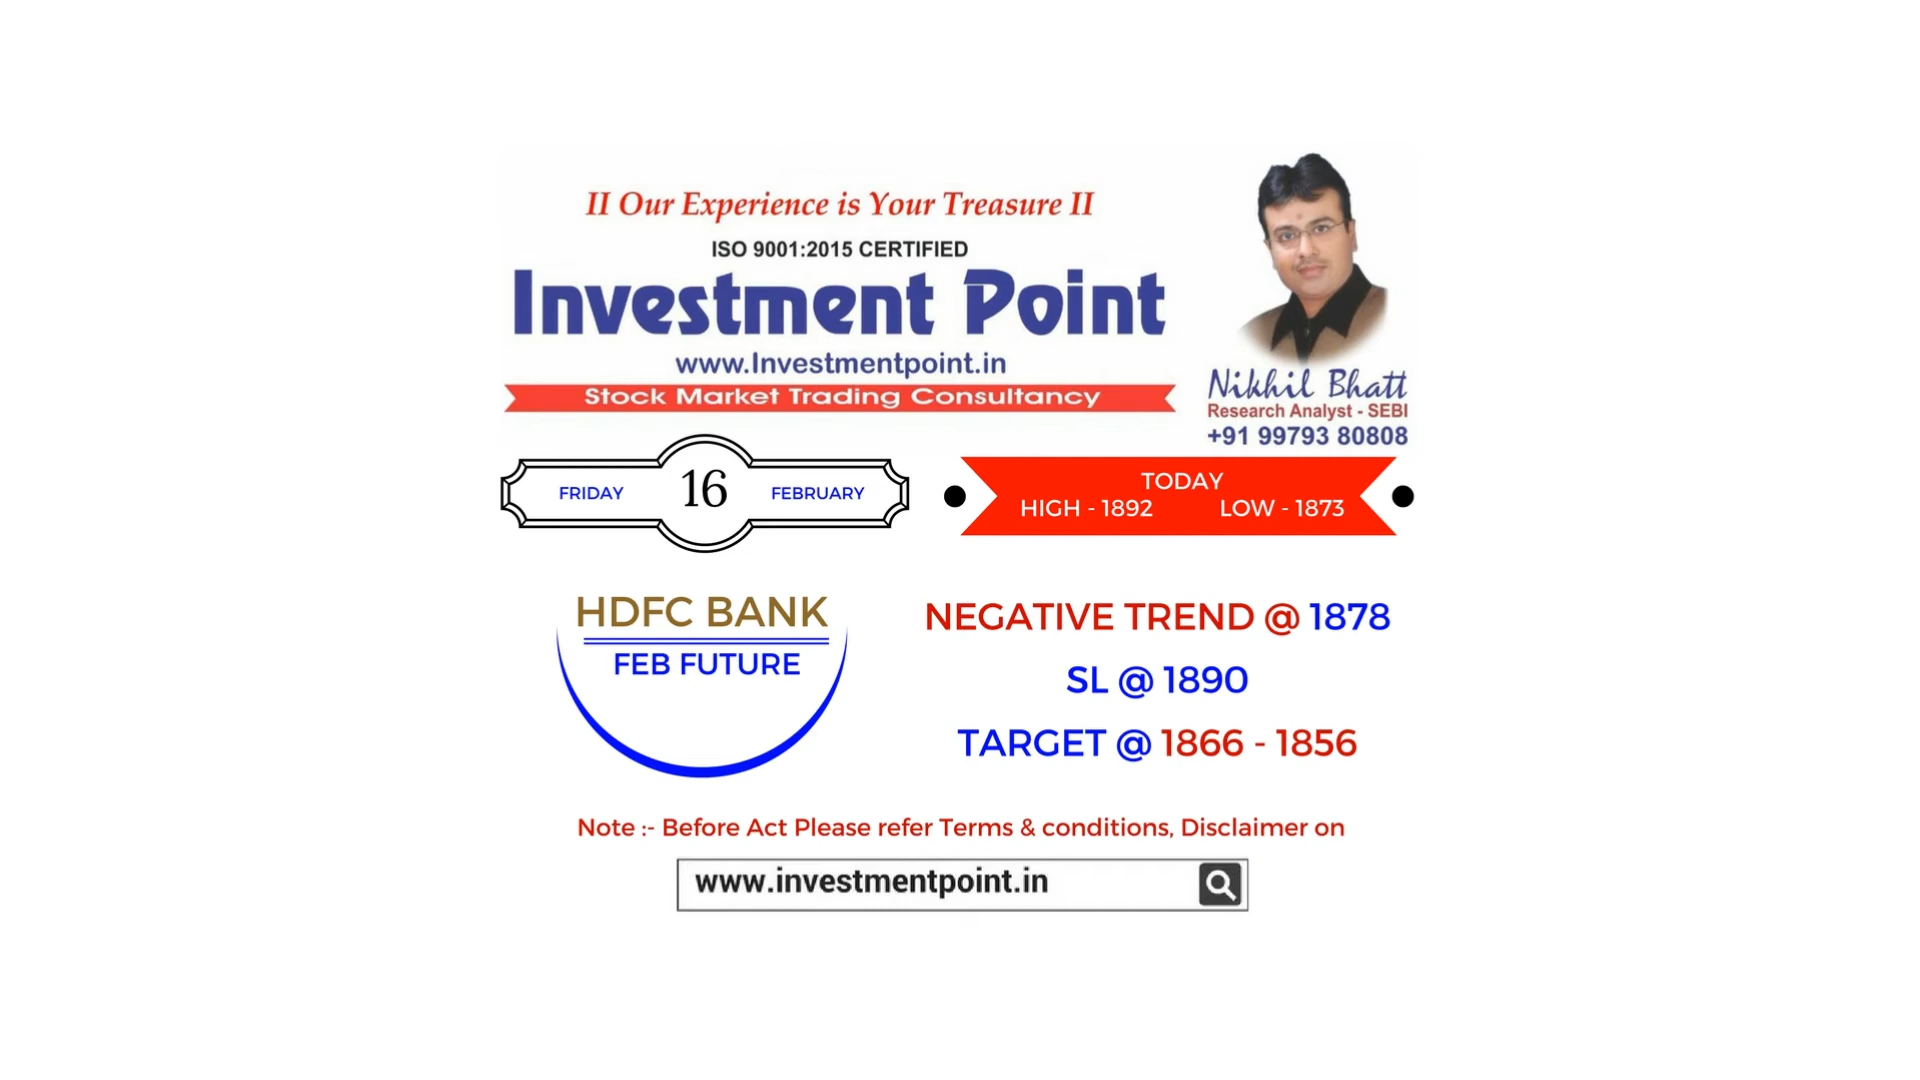 II Our Experience is Your Treasure II
ISO 9001:2015 CERTIFIED
Investment Point
www.Investmentpoint.in
Stock Market Trading Consultancy
Nikhil Bhatt
Research Analyst - SEBI
+91 99793 80808
FRIDAY 16 FEBRUARY
TODAY
HIGH - 1892 LOW - 1873
HDFC BANK
FEB FUTURE
NEGATIVE TREND @ 1878
SL @ 1890
TARGET @ 1866 - 1856
Note :- Before Act Please refer Terms & conditions, Disclaimer on
www.investmentpoint.in